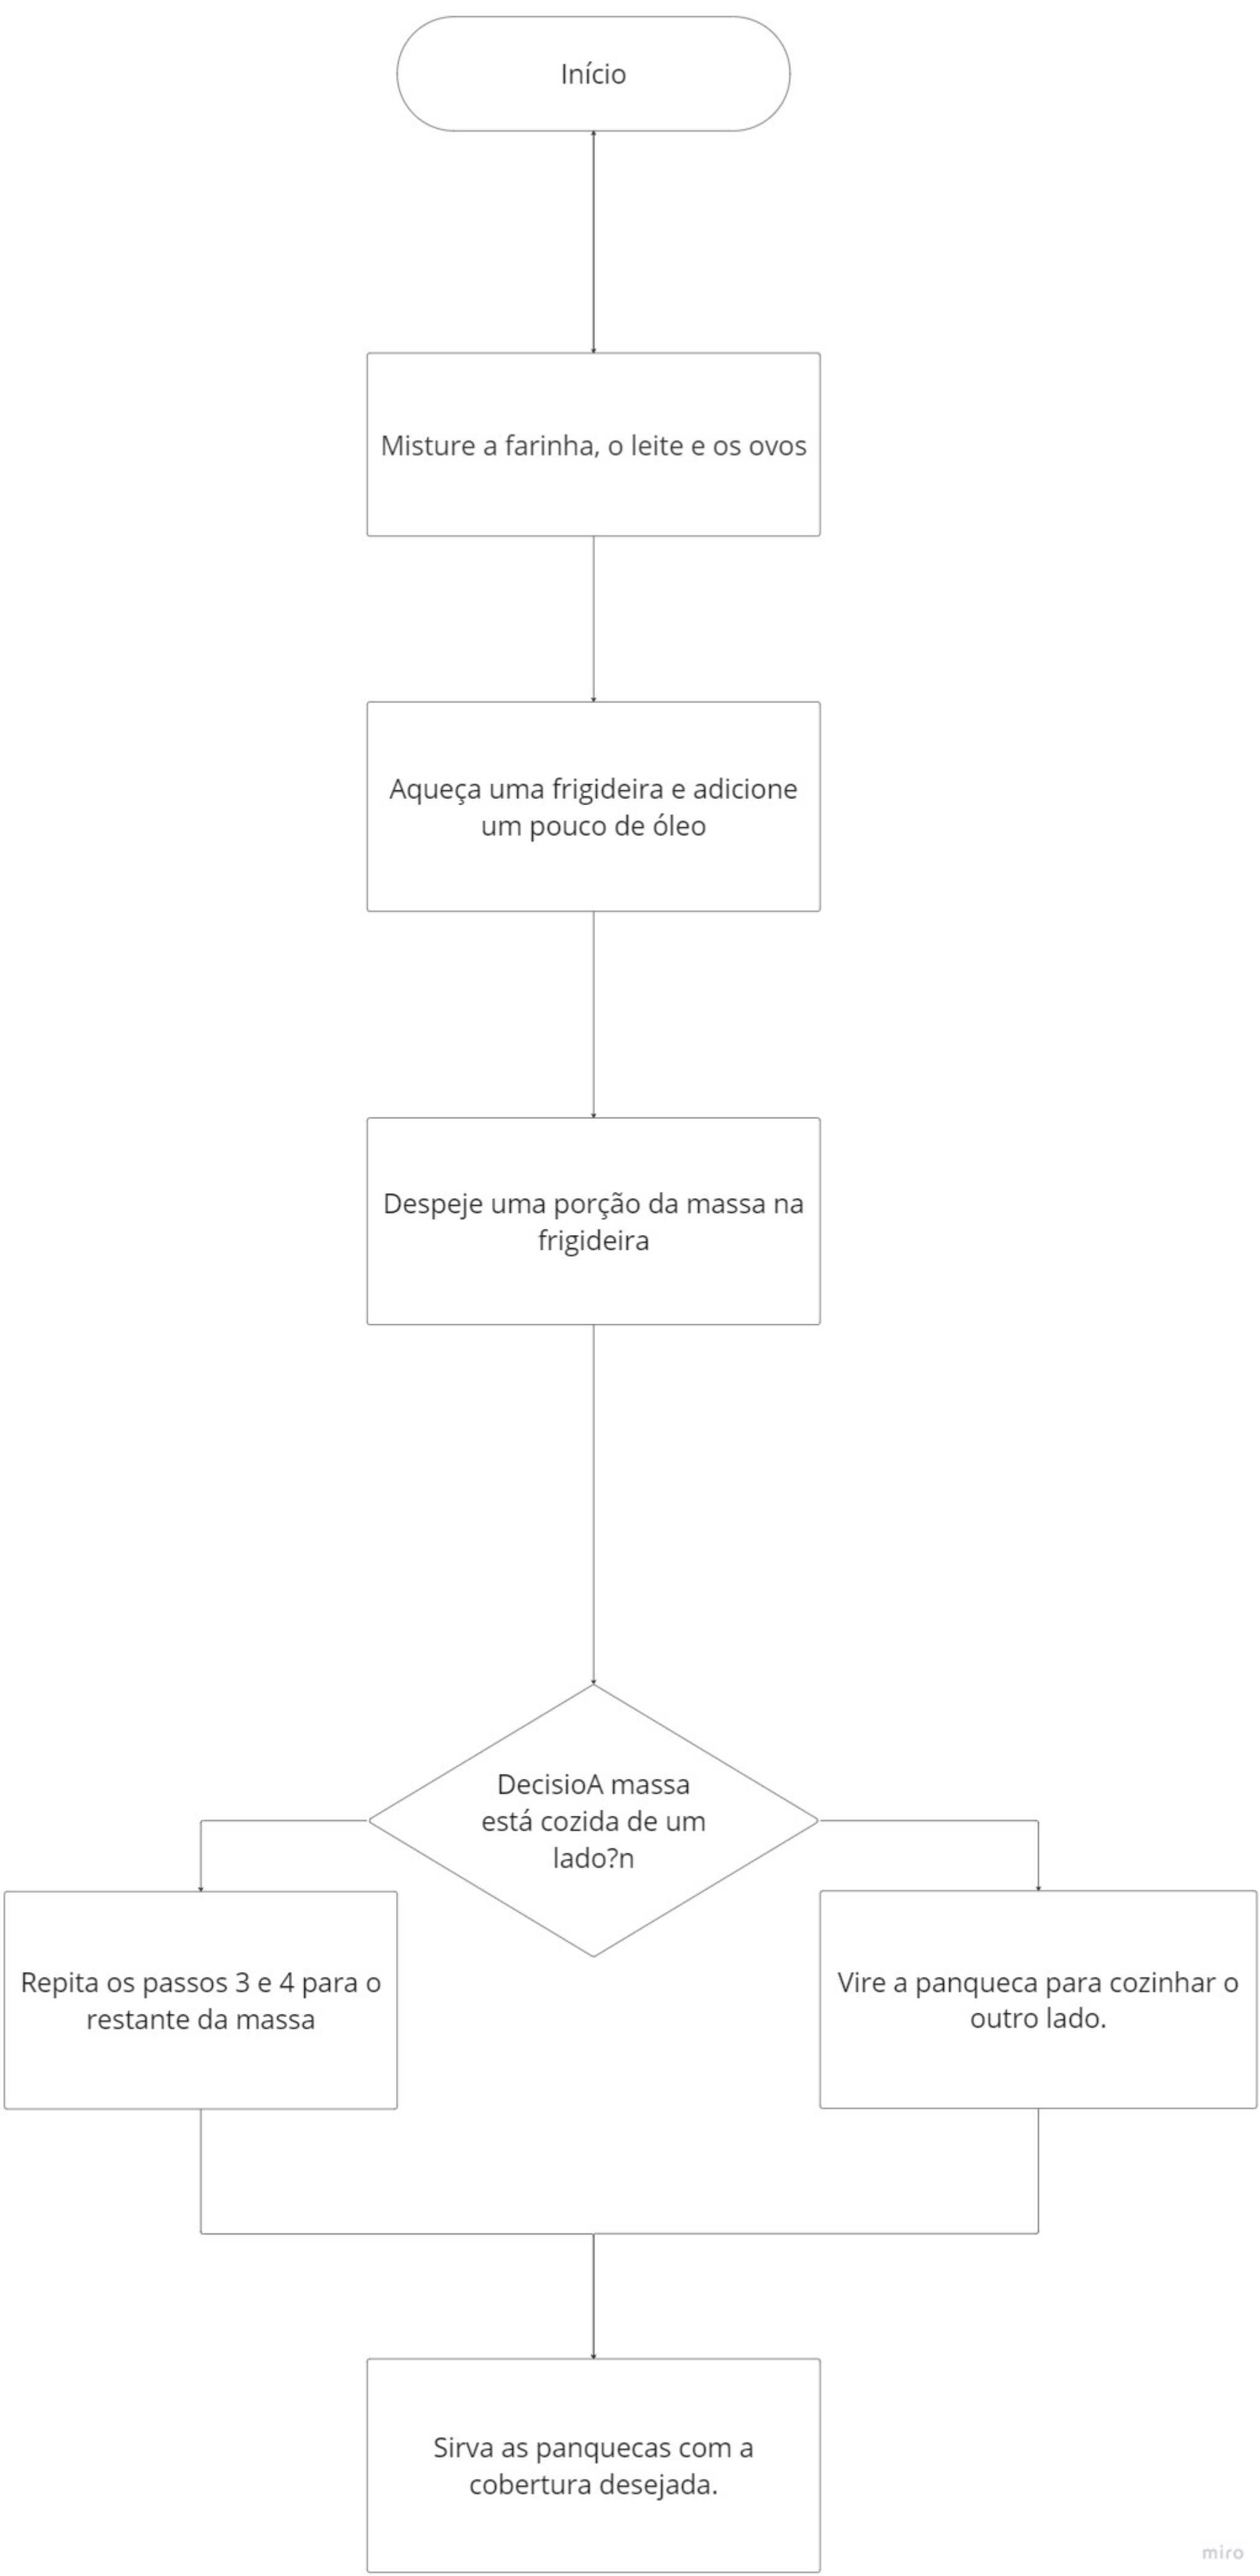 Início
Misture a farinha, o leite e os ovos
Aqueça uma frigideira e adicione
um pouco de óleo
Despeje uma porção da massa na
frigideira
DecisioA massa
está cozida de um
lado?n
Repita os passos 3 e 4 para o
restante da massa
Vire a panqueca para cozinhar o
outro lado.
Sirva as panquecas com a
cobertura desejada.
miro